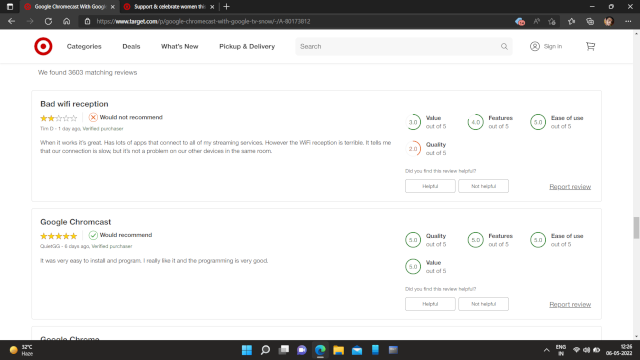 Google Chromecast With Google
Support & celebrate women this
https://www.target.com/p/google-chromecast-with-google-tv-snow/-/A-80173812
Categories
Deals
What's New
Pickup & Delivery
Search
Sign in
We found 3603 matching reviews
Bad wifi reception
Would not recommend
Tim D - 1 day ago, Verified purchaser
When it works it's great. Has lots of apps that connect to all of my streaming services. However the WiFi reception is terrible. It tells me
that our connection is slow, but it's not a problem on our other devices in the same room.
3.0 Value out of 5
4.0 Features out of 5
5.0 Ease of use out of 5
2.0 Quality out of 5
Did you find this review helpful?
Helpful
Not helpful
Report review
Google Chromcast
Would recommend
QuietGG - 6 days ago, Verified purchaser
It was very easy to install and program. I really like it and the programming is very good.
5.0 Quality out of 5
5.0 Features out of 5
5.0 Ease of use out of 5
5.0 Value out of 5
Did you find this review helpful?
Helpful
Not helpful
Report review
Google Chrome
32°C
Haze
ENG
IN
12:26
06-05-2022